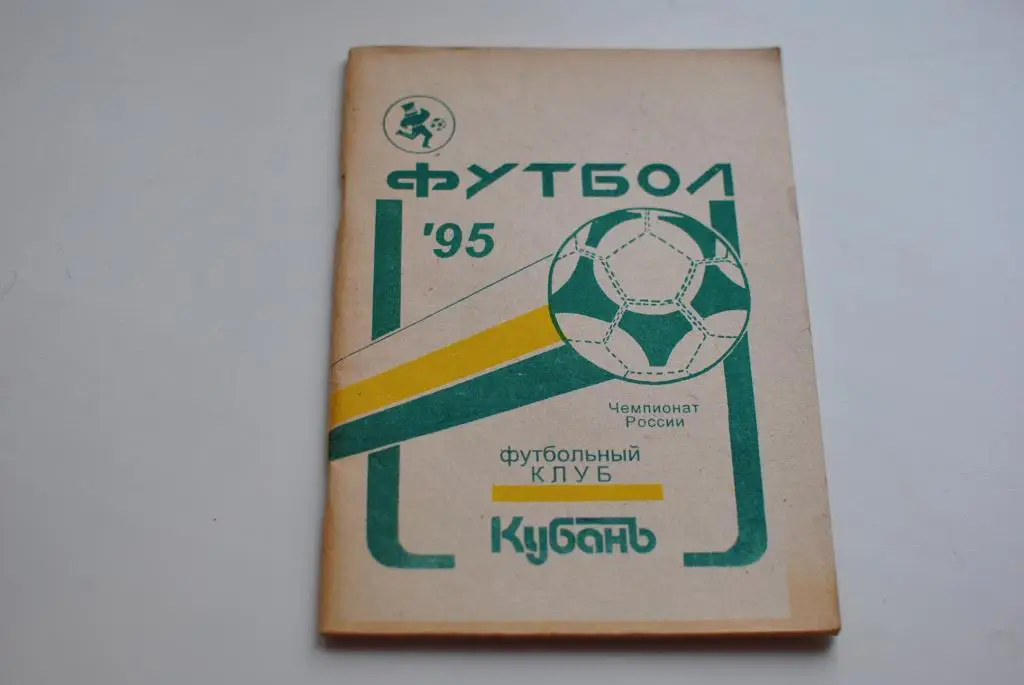 ФУТБОЛ
'95
Чемпионат
России
футбольный
КЛУБ
Кубань